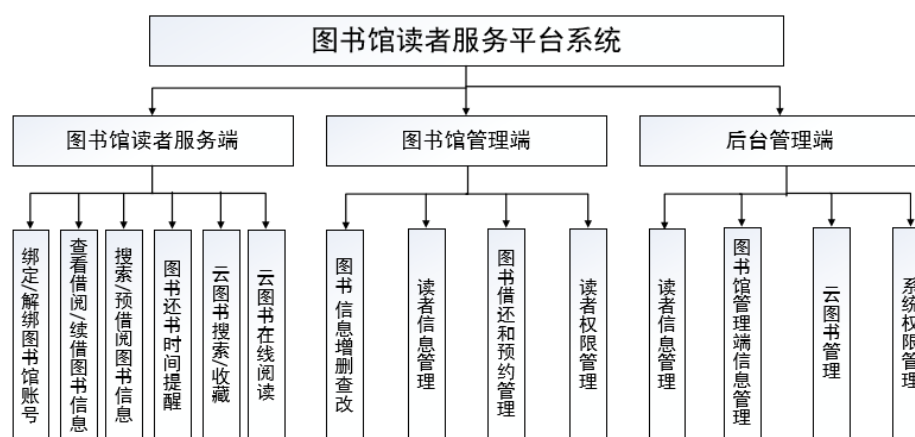 图书馆读者服务平台系统
图书馆读者服务端
图书馆管理端
后台管理端
绑定/解绑图书馆账号
查看借阅/续借图书信息
搜索/预借阅图书信息
图书还书时间提醒
云图书搜索/收藏
云图书在线阅读
图书 信息增删查改
读者信息管理
图书借还和预约管理
读者权限管理
读者信息管理
图书馆管理端信息管理
云图书管理
系统权限管理